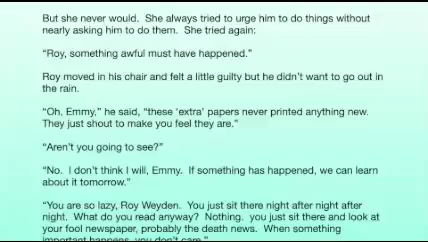 But she never would.  She always tried to urge him to do things without
nearly asking him to do them.  She tried again:
“Roy, something awful must have happened.”
Roy moved in his chair and felt a little guilty but he didn’t want to go out in
the rain.
“Oh, Emmy,” he said, “these ‘extra’ papers never printed anything new.
They just shout to make you feel they are.”
“Aren’t you going to see?”
“No.  I don’t think I will, Emmy.  If something has happened, we can learn
about it tomorrow.”
“You are so lazy, Roy Weyden.  You just sit there night after night after
night.  What do you read anyway?  Nothing.  you just sit there and look at
your fool newspaper, probably the death news.  When something
important happens, you don’t care.”